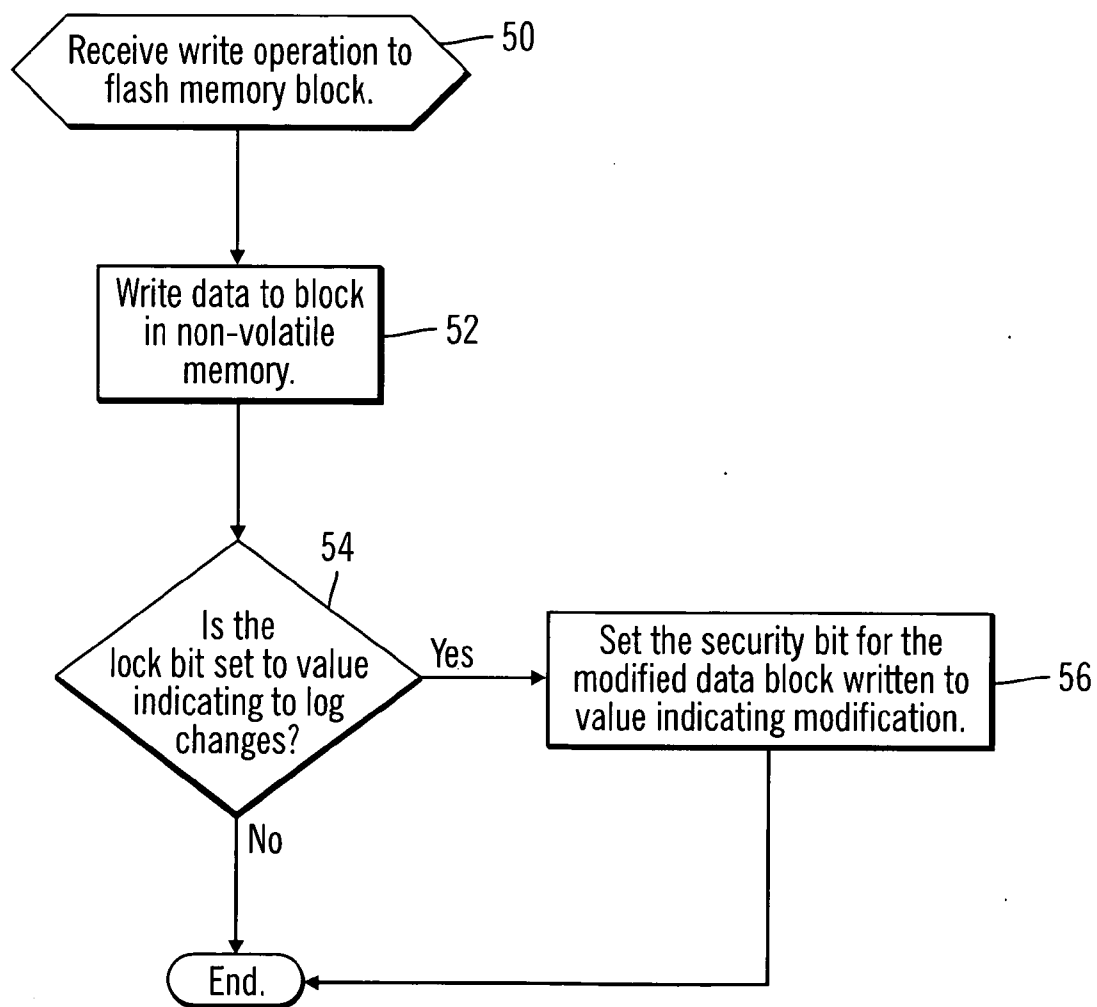 Receive write operation to
flash memory block.
50
Write data to block
in non-volatile
memory.
52
54
Is the
lock bit set to value
indicating to log
changes?
Yes
Set the security bit for the
modified data block written to
value indicating modification.
56
No
End.